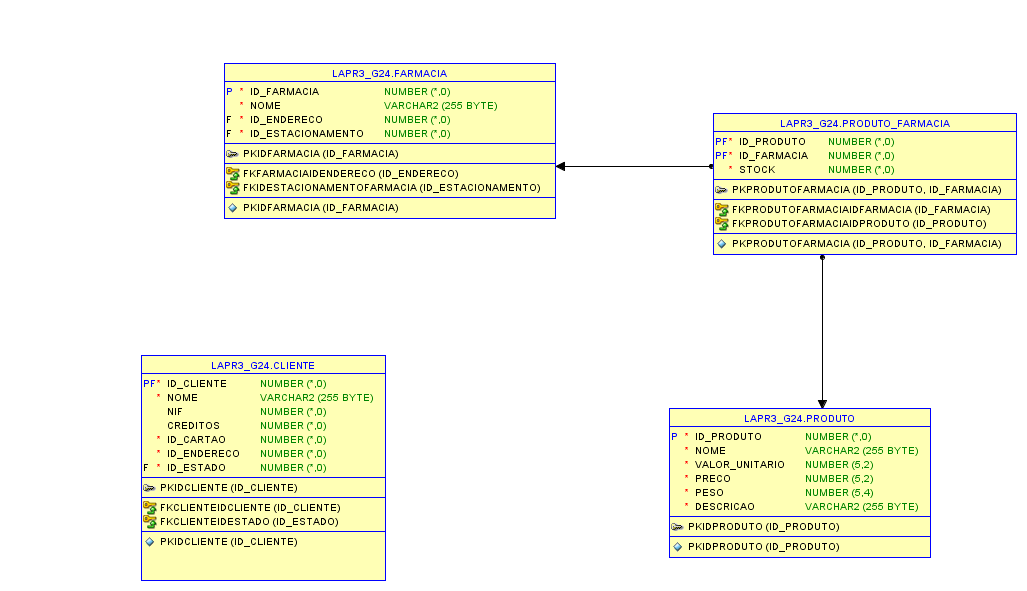 LAPR3_G24.FARMACIA
P * ID_FARMACIA NUMBER (*,0)
* NOME VARCHAR2 (255 BYTE)
F * ID_ENDERECO NUMBER (*,0)
F * ID_ESTACIONAMENTO NUMBER (*,0)
PKIDFARMACIA (ID_FARMACIA)
FKFARMACIAIDENDERECO (ID_ENDERECO)
FKIDESTACIONAMENTOFARMACIA (ID_ESTACIONAMENTO)
PKIDFARMACIA (ID_FARMACIA)
LAPR3_G24.PRODUTO_FARMACIA
PF* ID_PRODUTO NUMBER (*,0)
PF* ID_FARMACIA NUMBER (*,0)
* STOCK NUMBER (*,0)
PKPRODUTOFARMACIA (ID_PRODUTO, ID_FARMACIA)
FKPRODUTOFARMACIAIDFARMACIA (ID_FARMACIA)
FKPRODUTOFARMACIAIDPRODUTO (ID_PRODUTO)
PKPRODUTOFARMACIA (ID_PRODUTO, ID_FARMACIA)
LAPR3_G24.CLIENTE
PF* ID_CLIENTE NUMBER (*,0)
* NOME VARCHAR2 (255 BYTE)
NIF NUMBER (*,0)
CREDITOS NUMBER (*,0)
* ID_CARTAO NUMBER (*,0)
* ID_ENDERECO NUMBER (*,0)
F * ID_ESTADO NUMBER (*,0)
PKIDCLIENTE (ID_CLIENTE)
FKCLIENTEIDCLIENTE (ID_CLIENTE)
FKCLIENTEIDESTADO (ID_ESTADO)
PKIDCLIENTE (ID_CLIENTE)
LAPR3_G24.PRODUTO
P * ID_PRODUTO NUMBER (*,0)
* NOME VARCHAR2 (255 BYTE)
* VALOR_UNITARIO NUMBER (5,2)
* PRECO NUMBER (5,2)
* PESO NUMBER (5,4)
* DESCRICAO VARCHAR2 (255 BYTE)
PKIDPRODUTO (ID_PRODUTO)
PKIDPRODUTO (ID_PRODUTO)